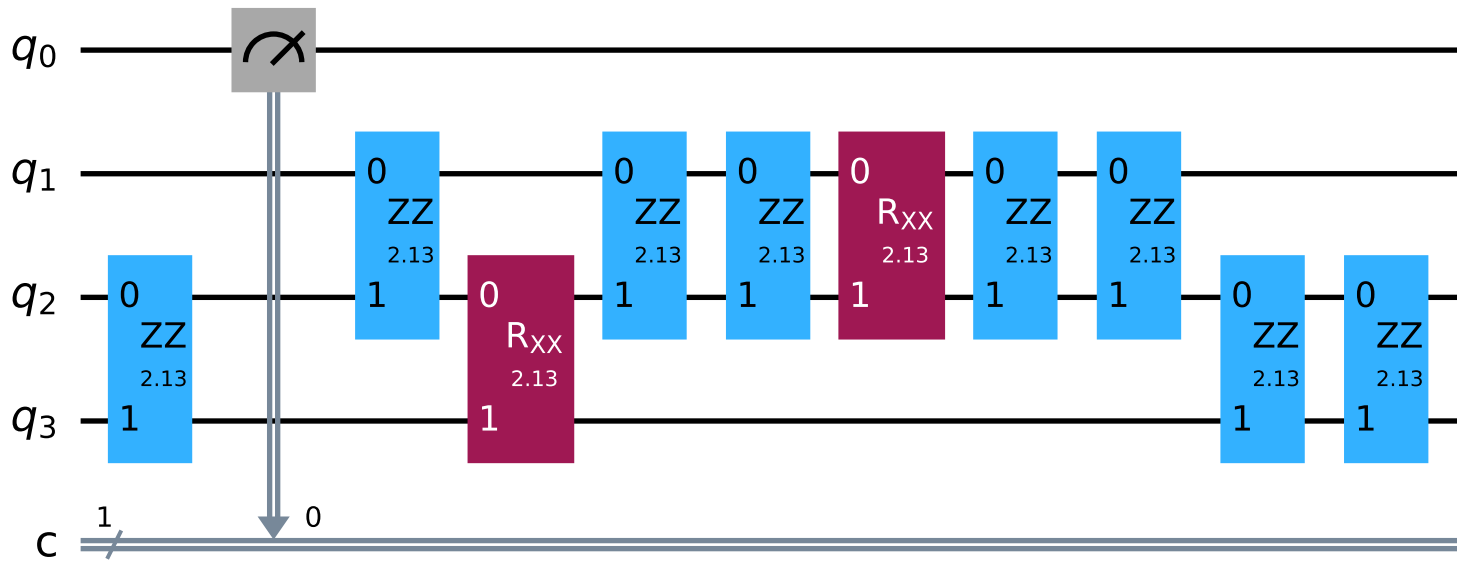 q0
0 0 0 0 0 0
q1
ZZ ZZ ZZ RXX ZZ ZZ
2.13 2.13 2.13 2.13 2.13 2.13
0 1 0 1 1 1 1 1 0 0
q2
ZZ RXX ZZ ZZ
2.13 2.13 2.13 2.13
1 1 1 1
q3
1 0
c